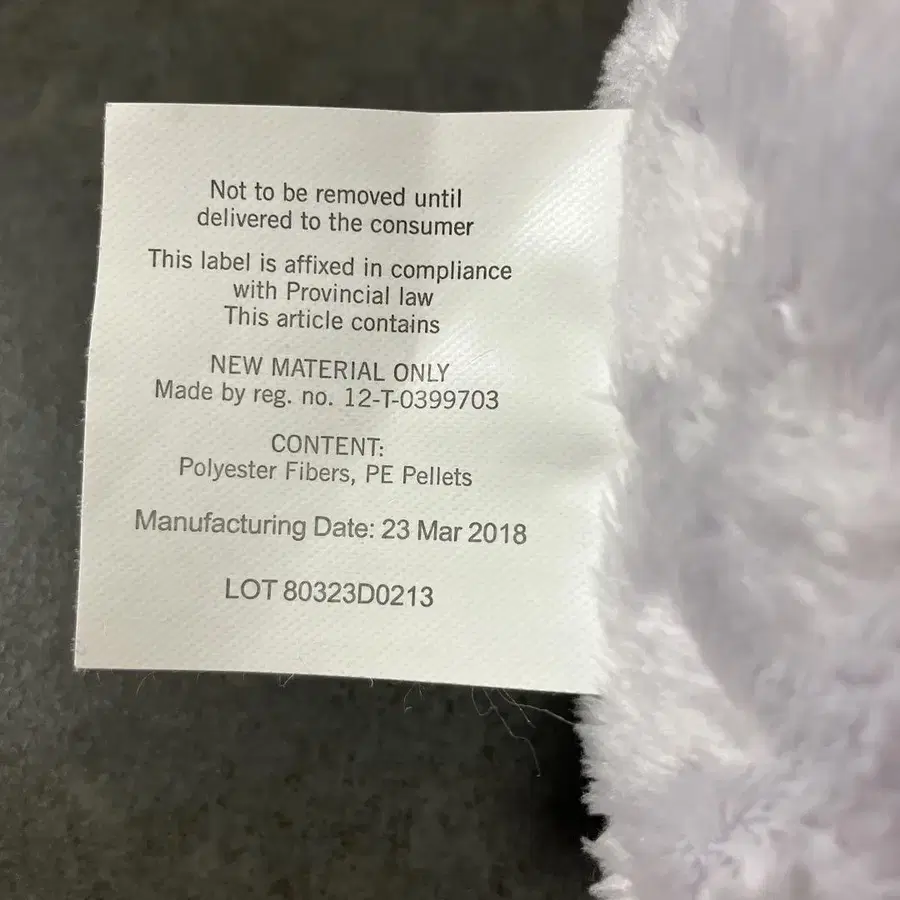 Not to be removed until
delivered to the consumer
This label is affixed in compliance
with Provincial law
This article contains
NEW MATERIAL ONLY
Made by reg. no. 12-T-0399703
CONTENT:
Polyester Fibers, PE Pellets
Manufacturing Date: 23 Mar 2018
LOT 80323D0213